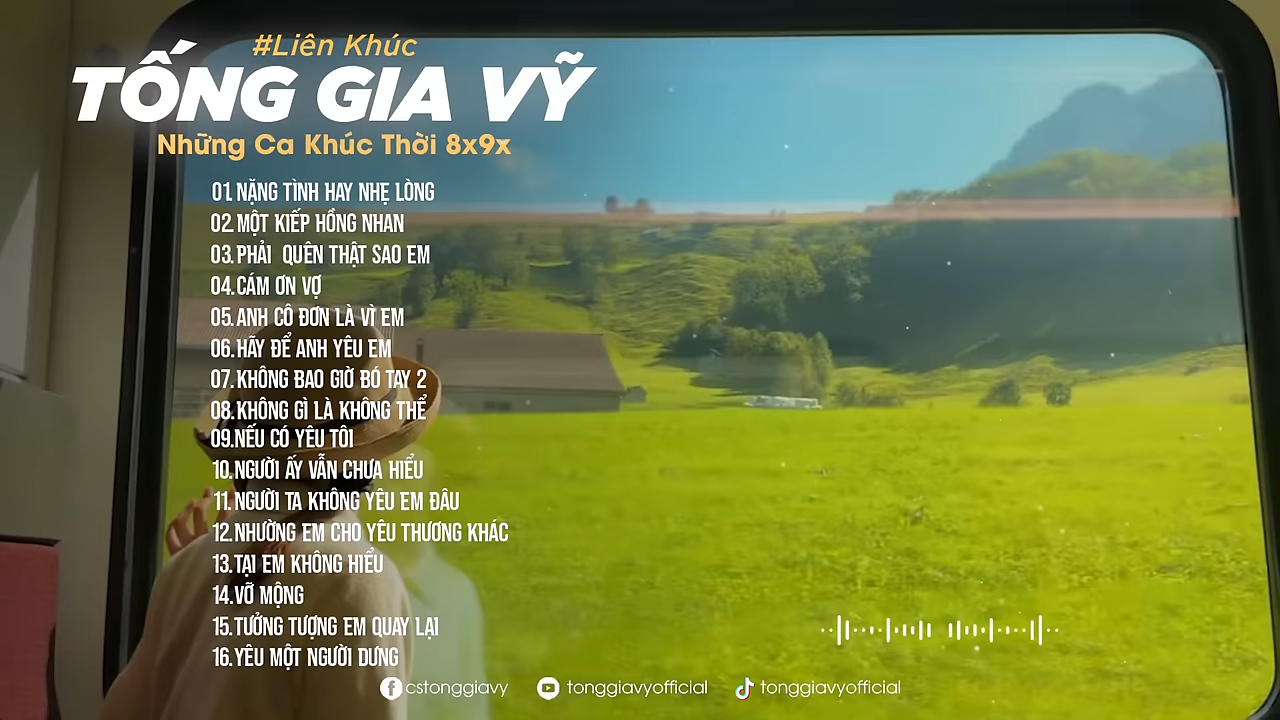 #Liên Khúc
TỐNG GIA VỸ
Những Ca Khúc Thời 8x9x
01.NẶNG TÌNH HAY NHẸ LÒNG
02.MỘT KIẾP HỒNG NHAN
03.PHẢI QUÊN THẬT SAO EM
04.CÁM ƠN VỢ
05.ANH CÔ ĐƠN LÀ VÌ EM
06.HÃY ĐỂ ANH YÊU EM
07.KHÔNG BAO GIỜ BÓ TAY 2
08.KHÔNG GÌ LÀ KHÔNG THỂ
09.NẾU CÓ YÊU TÔI
10.NGƯỜI ẤY VẪN CHƯA HIỂU
11.NGƯỜI TA KHÔNG YÊU EM ĐÂU
12.NHƯỜNG EM CHO YÊU THƯƠNG KHÁC
13.TẠI EM KHÔNG HIỂU
14.VỠ MỘNG
15.TƯỞNG TƯỢNG EM QUAY LẠI
16.YÊU MỘT NGƯỜI DƯNG
cstonggiavy tonggiavyofficial tonggiavyofficial